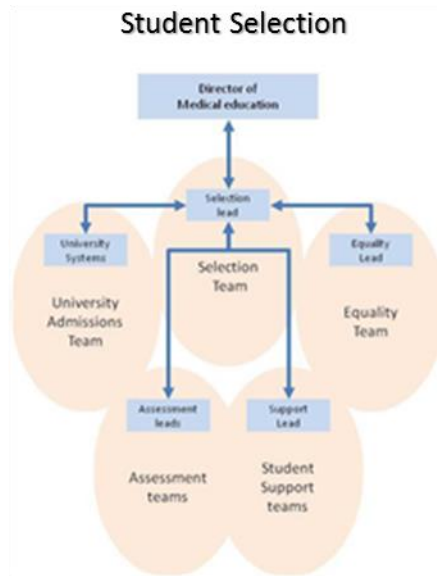 Student Selection
Director of
Medical education
Selection
lead
University
Systems
Equality
Lead
Selection
Team
University
Admissions
Team
Equality
Team
Assessment
leads
Support
Lead
Assessment
teams
Student
Support
teams